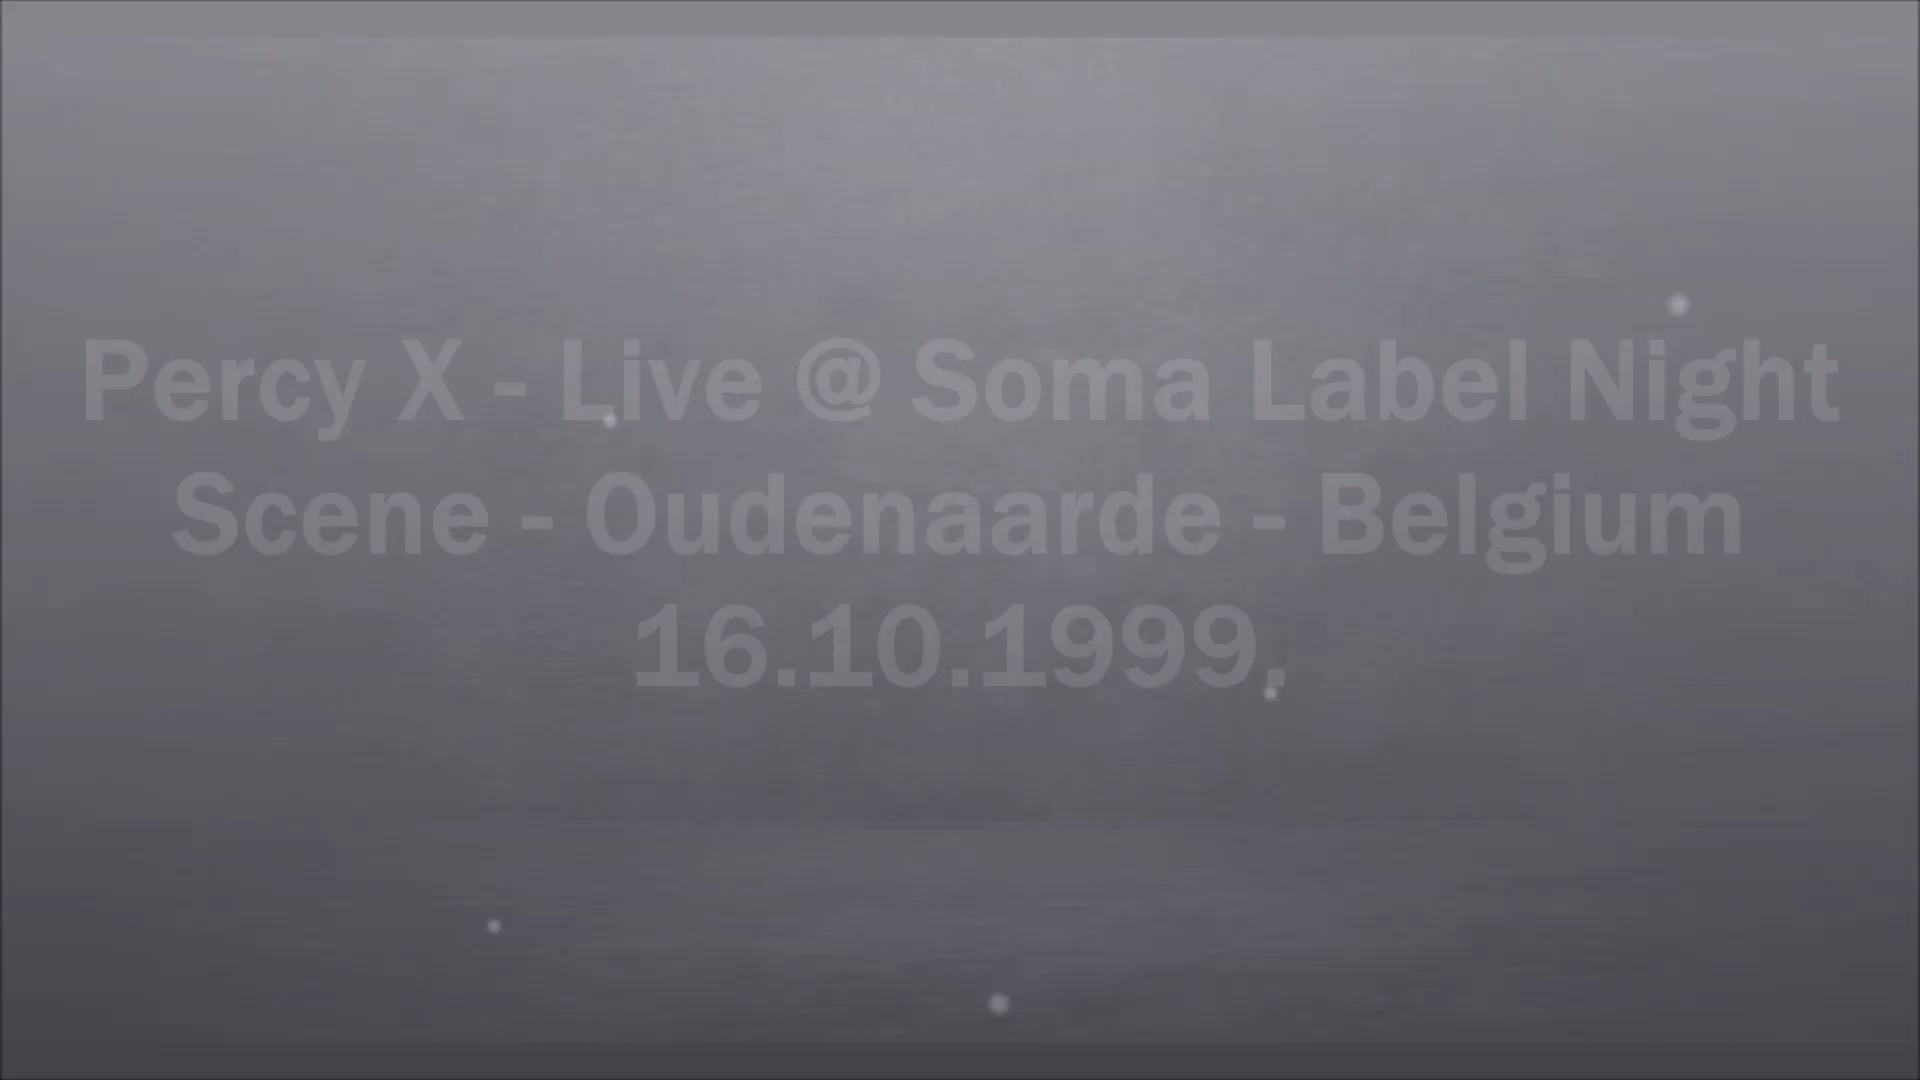 Percy X - Live @ Soma Label Night
Scene - Oudenaarde - Belgium
16.10.1999.